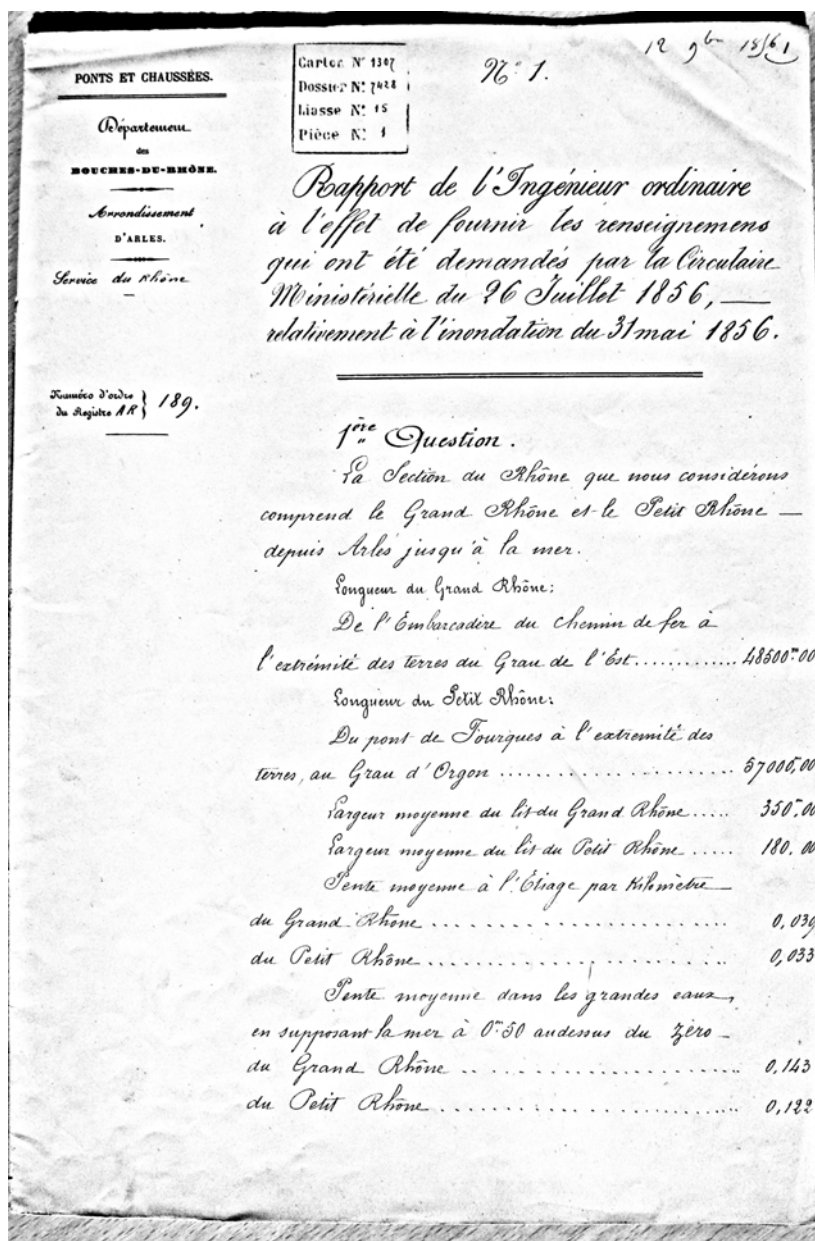 12 9bre 1856
PONTS ET CHAUSSÉES.
Département
des
BOUCHES-DU-RHÔNE.
Arrondissement
D'ARLES.
Service du Rhône
Numéro d'ordre
du Registre AR } 189.
Carton N° 1307
Dossier N° 7428
Liasse N° 15
Pièce N° 1
N° 1.
Rapport de l'Ingénieur ordinaire
à l'effet de fournir les renseignemens
qui ont été demandés par la Circulaire
Ministérielle du 26 Juillet 1856, —
relativement à l'inondation du 31 mai 1856.
1ère Question.
La Section du Rhône que nous considérons
comprend le Grand Rhône et le Petit Rhône —
depuis Arles jusqu'à la mer.
Longueur du Grand Rhône:
De l'Embarcadère du chemin de fer à
l'extrémité des terres du Grau de l'Est............ 48500m00
Longueur du Petit Rhône:
Du pont de Fourques à l'extremité des
terres, au Grau d'Orgon ........................ 57000,00
Largeur moyenne du lit du Grand Rhône ..... 350m00
Largeur moyenne du lit du Petit Rhône ..... 180.00
Pente moyenne à l'Étiage par Kilomètre —
du Grand Rhône ........................ 0,039
du Petit Rhône ........................ 0,033
Pente moyenne dans les grandes eaux,
en supposant la mer à 0m50 audessus du zéro —
du Grand Rhône ........................ 0,143
du Petit Rhône ........................ 0,122